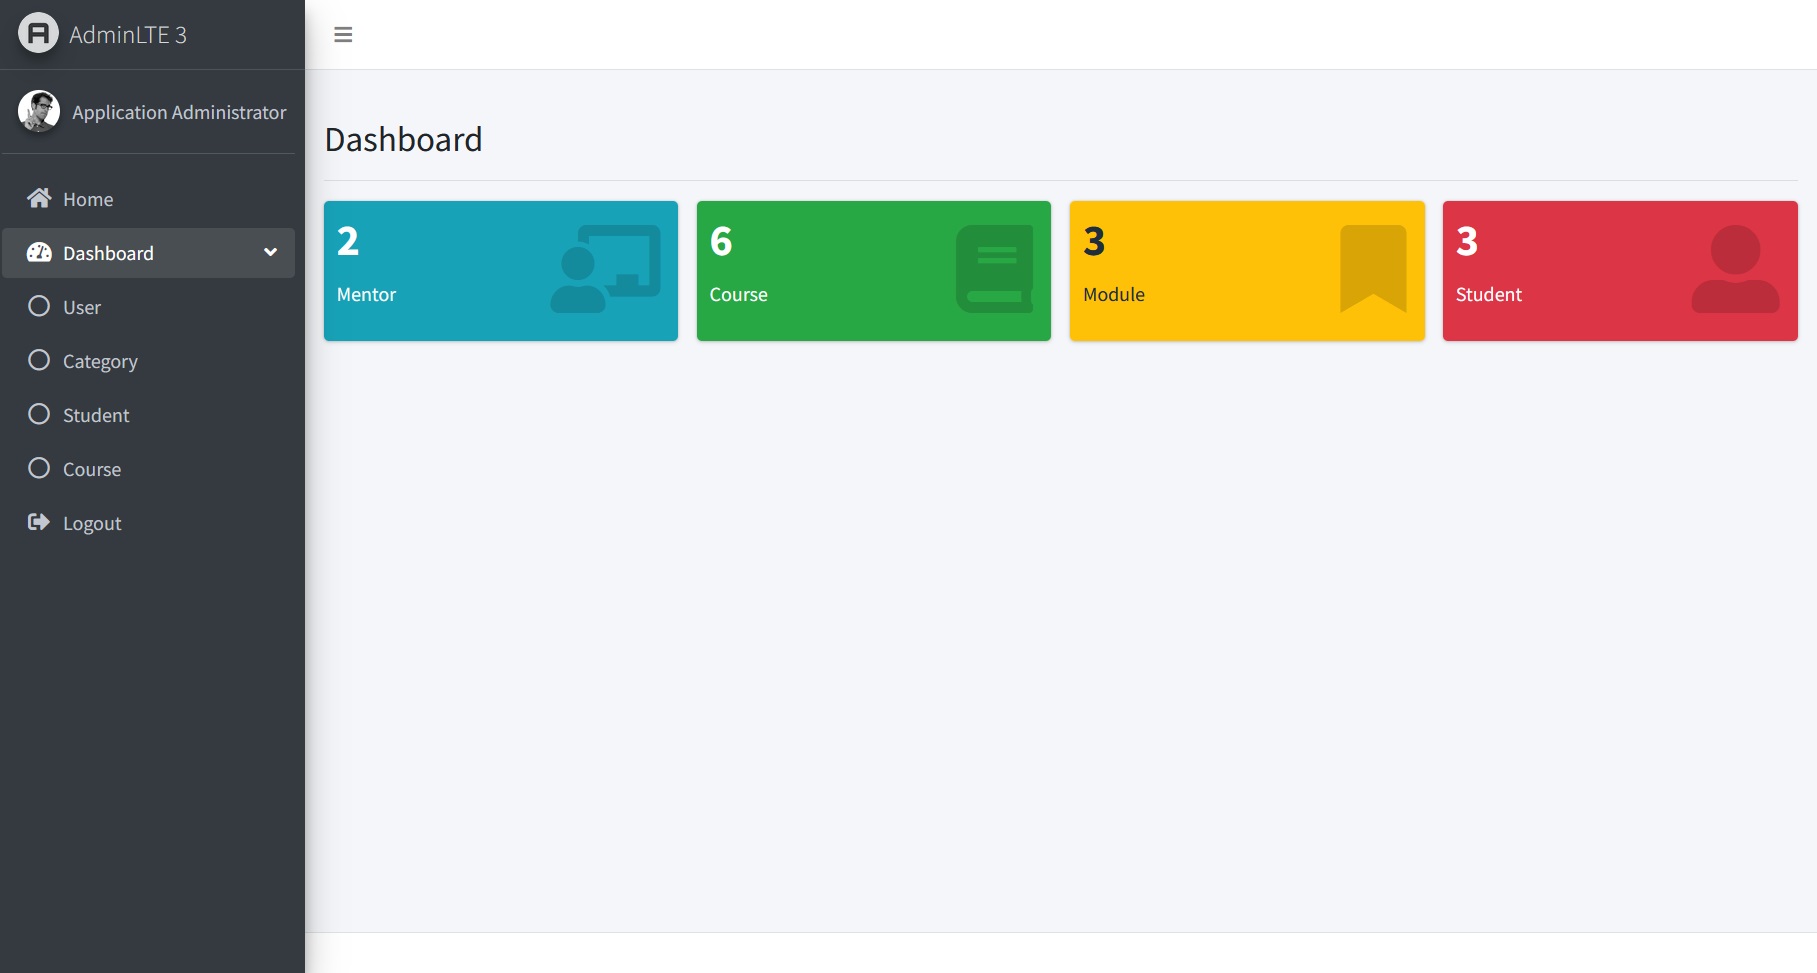 AdminLTE 3
Application Administrator
Home
Dashboard
User
Category
Student
Course
Logout
Dashboard
2
Mentor
6
Course
3
Module
3
Student